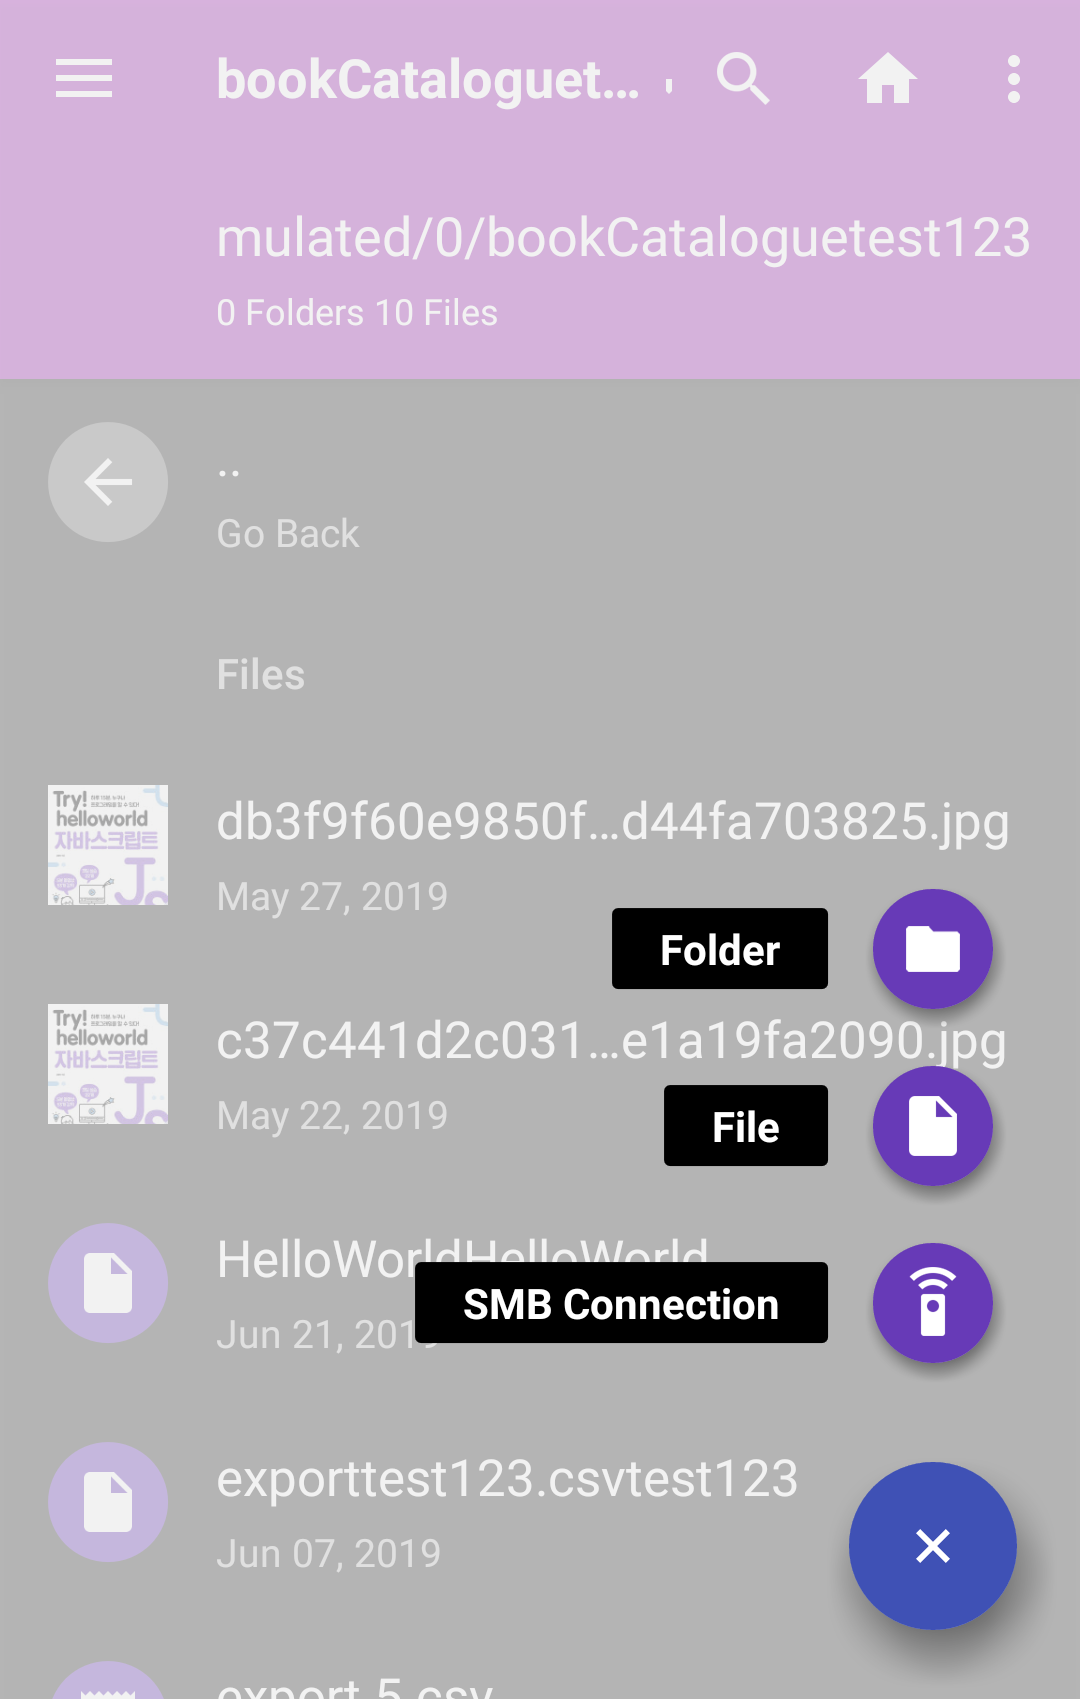 bookCataloguet...
mulated/0/bookCataloguetest123
0 Folders 10 Files
..
Go Back
Files
Try!
helloworld
자바스크립트
db3f9f60e9850f...d44fa703825.jpg
May 27, 2019
Folder
Try!
helloworld
자바스크립트
c37c441d2c031...e1a19fa2090.jpg
May 22, 2019
File
HelloWorldHelloWorld
Jun 21, 2019
SMB Connection
exporttest123.csvtest123
Jun 07, 2019
export 5.csv